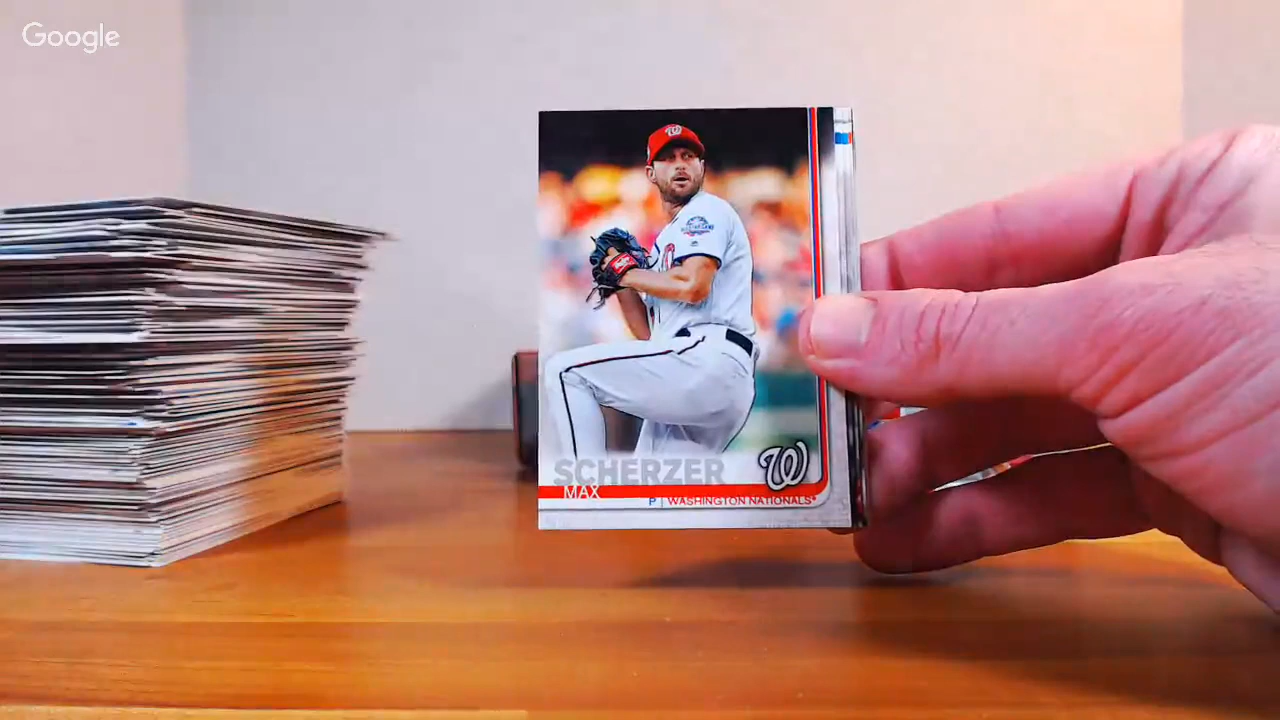 Google
SCHERZER
MAX
P | WASHINGTON NATIONALS
W